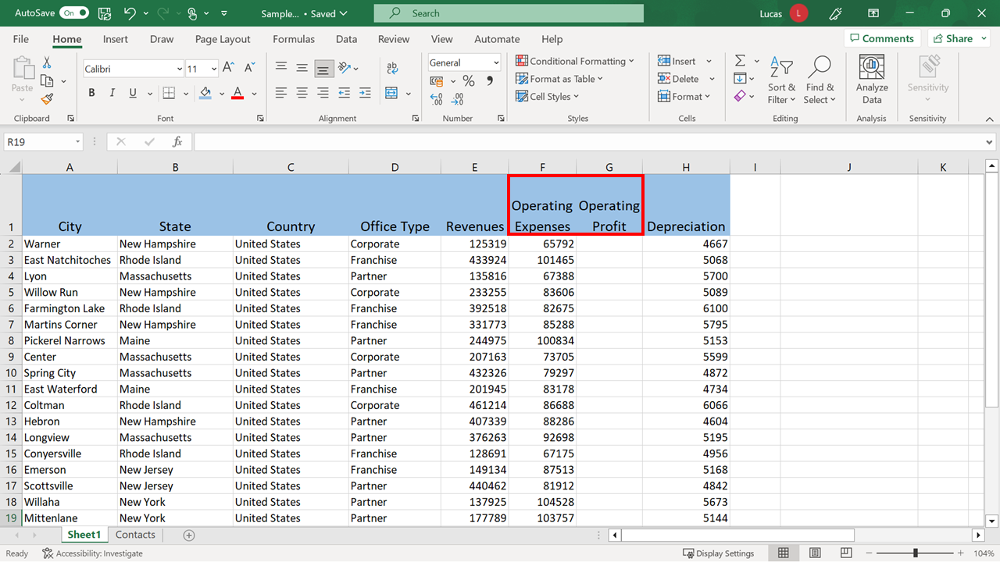 AutoSave On Sample... • Saved Search Lucas L
File Home Insert Draw Page Layout Formulas Data Review View Automate Help Comments Share
Paste Calibri 11 B I U A ab General % Conditional Formatting Format as Table Cell Styles Insert Delete Format Sort & Filter Find & Select Analyze Data Sensitivity
Clipboard Font Alignment Number Styles Cells Editing Analysis Sensitivity
R19 fx
A B C D E F G H I J K
1 City State Country Office Type Revenues Operating Expenses Operating Profit Depreciation
2 Warner New Hampshire United States Corporate 125319 65792 4667
3 East Natchitoches Rhode Island United States Franchise 433924 101465 5068
4 Lyon Massachusetts United States Partner 135816 67388 5700
5 Willow Run New Hampshire United States Corporate 233255 83606 5089
6 Farmington Lake Rhode Island United States Franchise 392518 82675 6100
7 Martins Corner New Hampshire United States Franchise 331773 85288 5795
8 Pickerel Narrows Maine United States Partner 244975 100834 5153
9 Center Massachusetts United States Corporate 207163 73705 5599
10 Spring City Massachusetts United States Partner 432326 79297 4872
11 East Waterford Maine United States Franchise 201945 83178 4734
12 Coltman Rhode Island United States Corporate 461214 86688 6066
13 Hebron New Hampshire United States Partner 407339 88286 4604
14 Longview Massachusetts United States Partner 376263 92698 5195
15 Conyersville Rhode Island United States Franchise 128691 67175 4956
16 Emerson New Jersey United States Franchise 149134 87513 5168
17 Scottsville New Jersey United States Partner 440462 81912 4842
18 Willaha New York United States Partner 137925 104528 5673
19 Mittenlane New York United States Partner 177789 103757 5144
Sheet1 Contacts
Ready Accessibility: Investigate Display Settings 104%